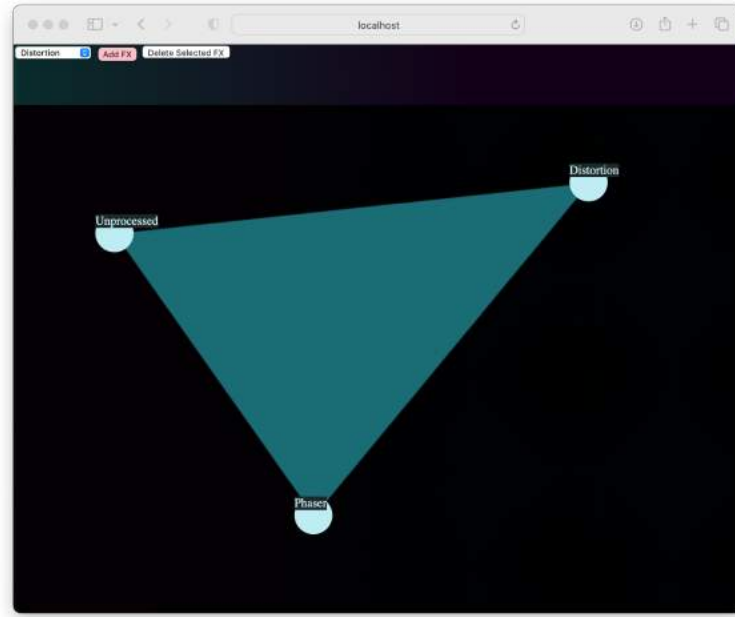 localhost
Distortion Add FX Delete Selected FX
Distortion
Unprocessed
Phaser